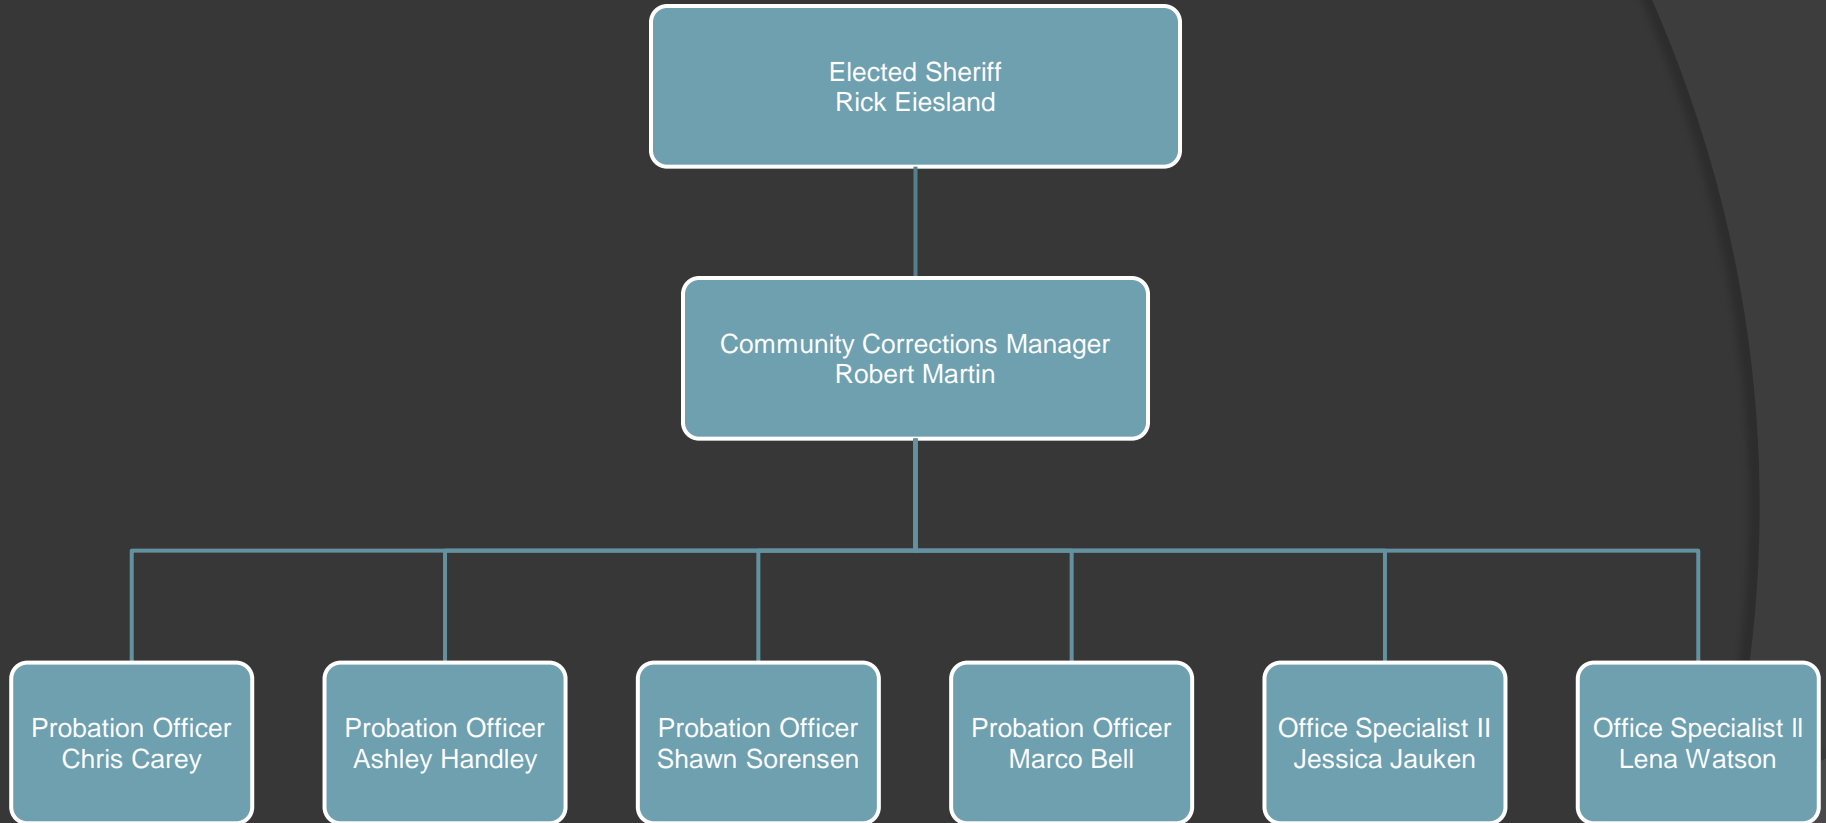 Elected Sheriff
Rick Eiesland
Community Corrections Manager
Robert Martin
Probation Officer
Chris Carey
Probation Officer
Ashley Handley
Probation Officer
Shawn Sorensen
Probation Officer
Marco Bell
Office Specialist II
Jessica Jauken
Office Specialist ll
Lena Watson